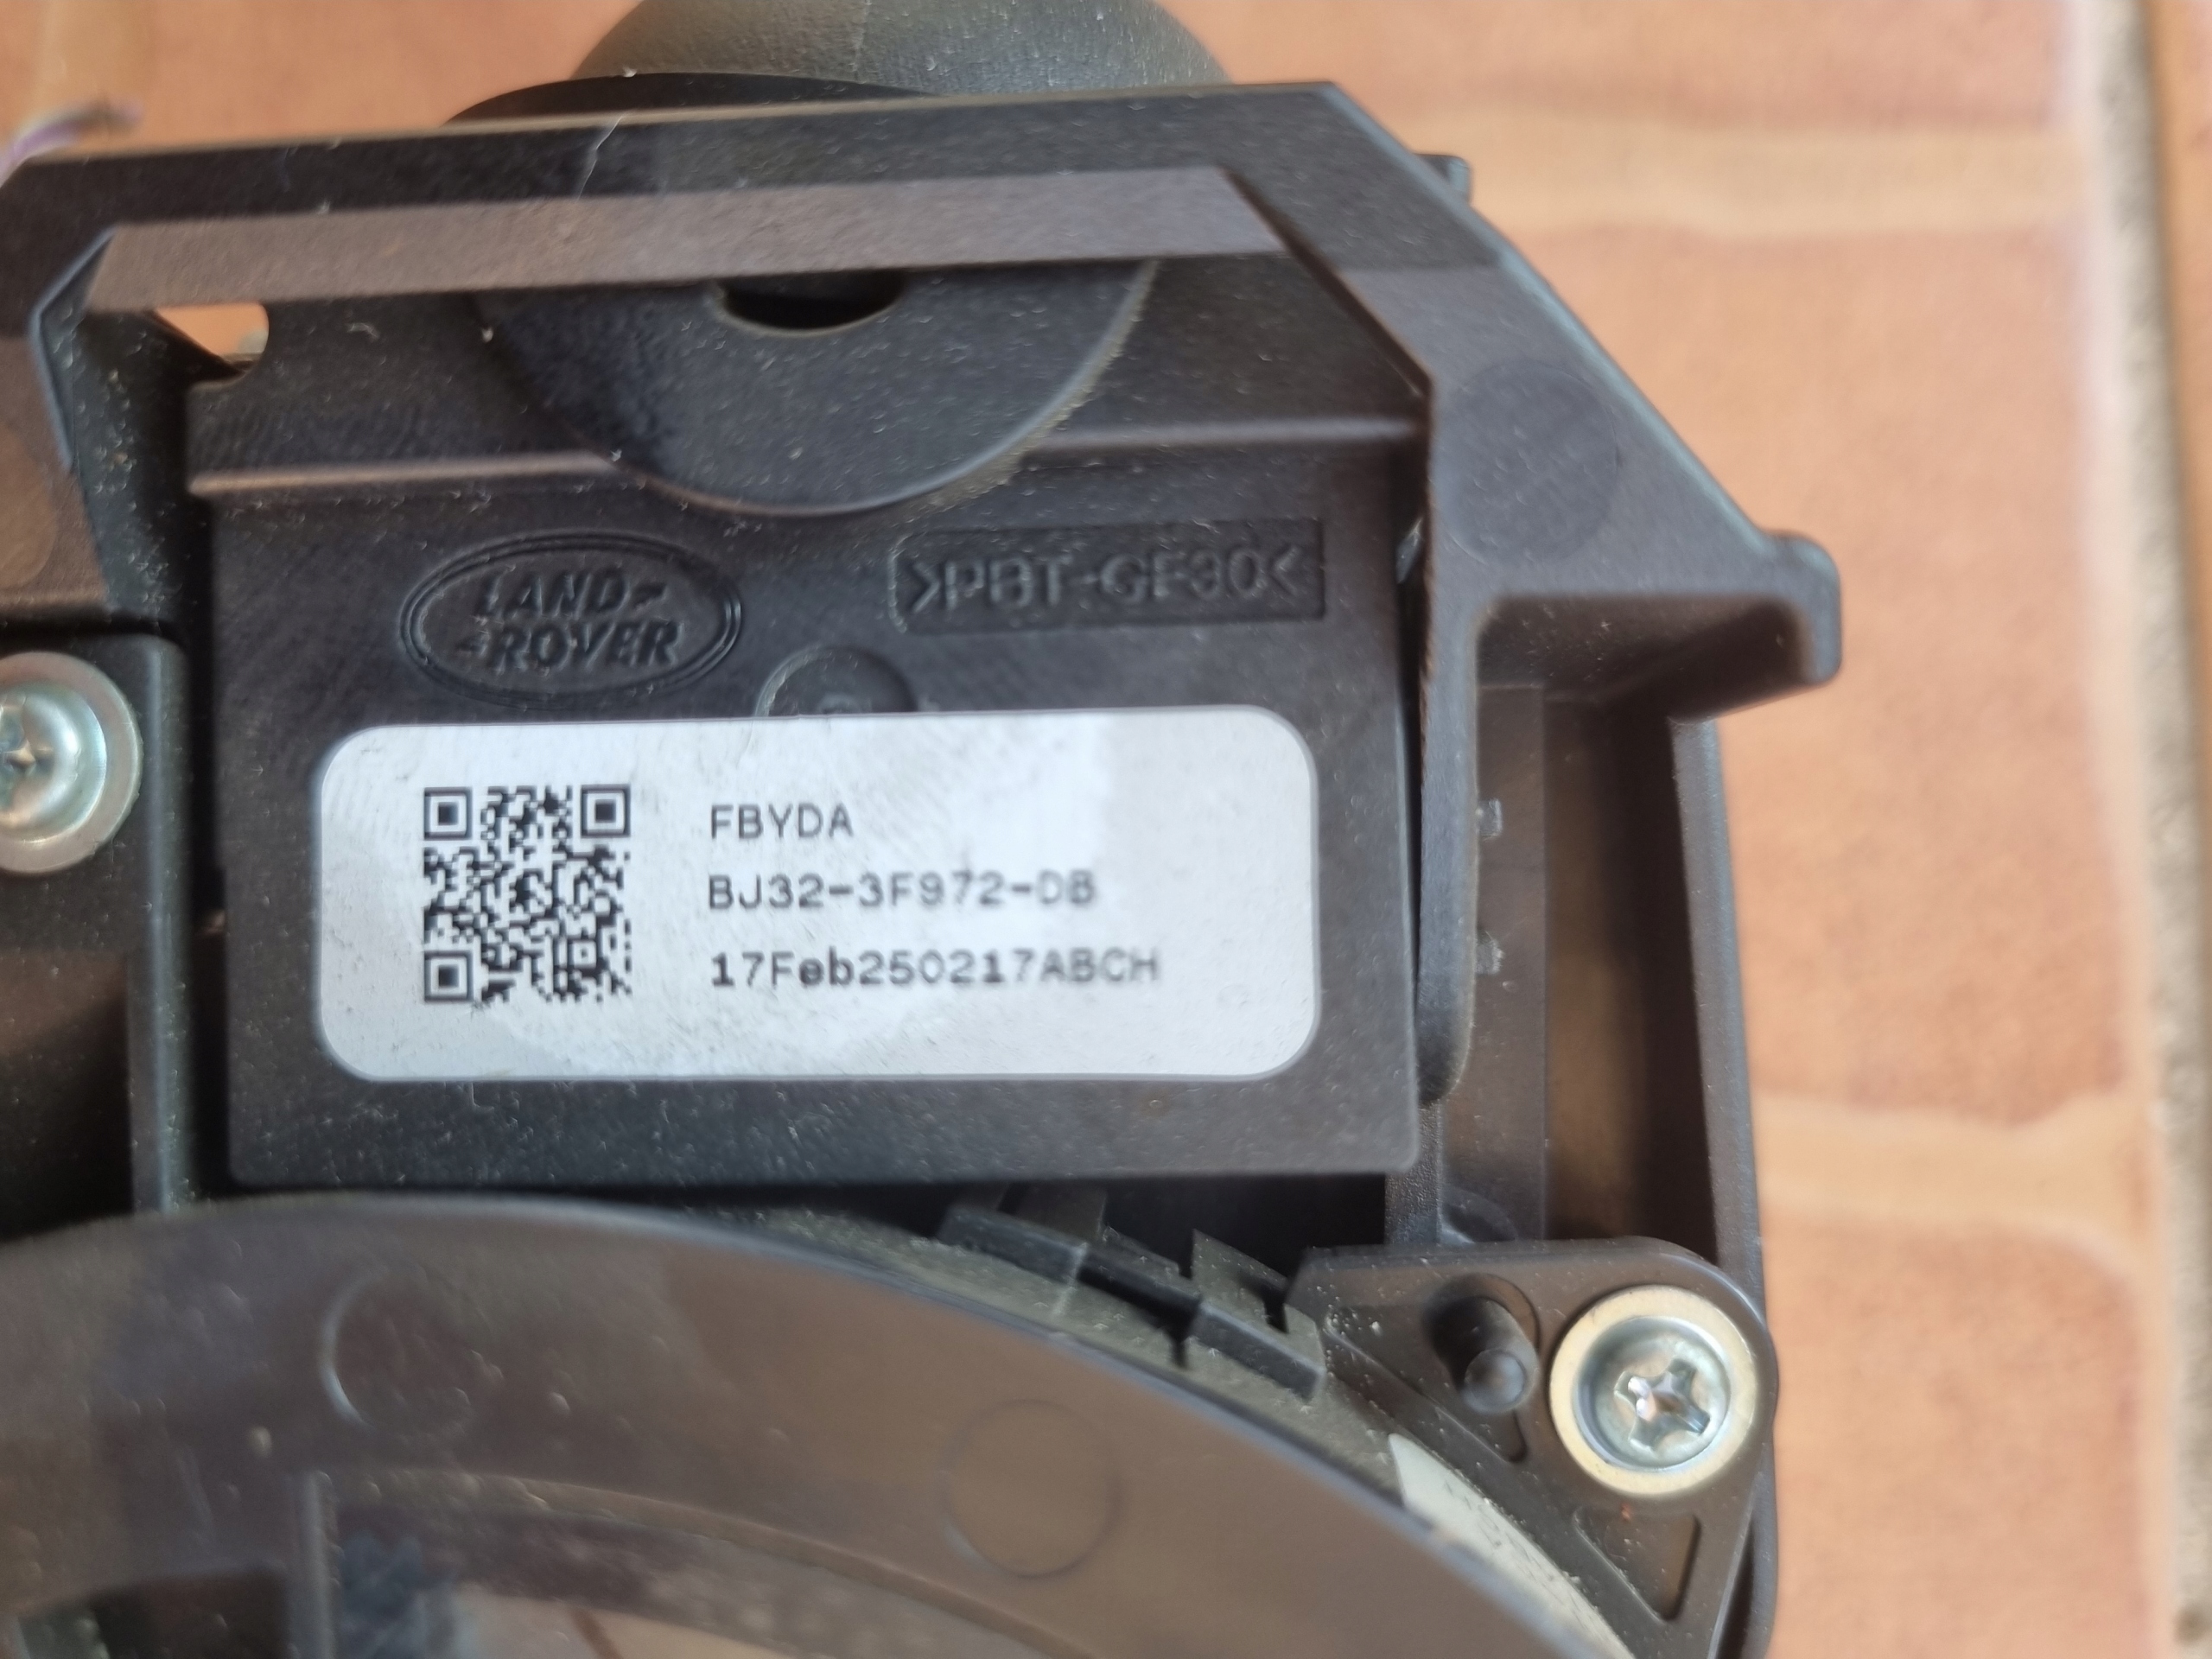 LAND-
-ROVER
>PBT-GF30<
FBYDA
BJ32-3F972-DB
17Feb250217ABCH